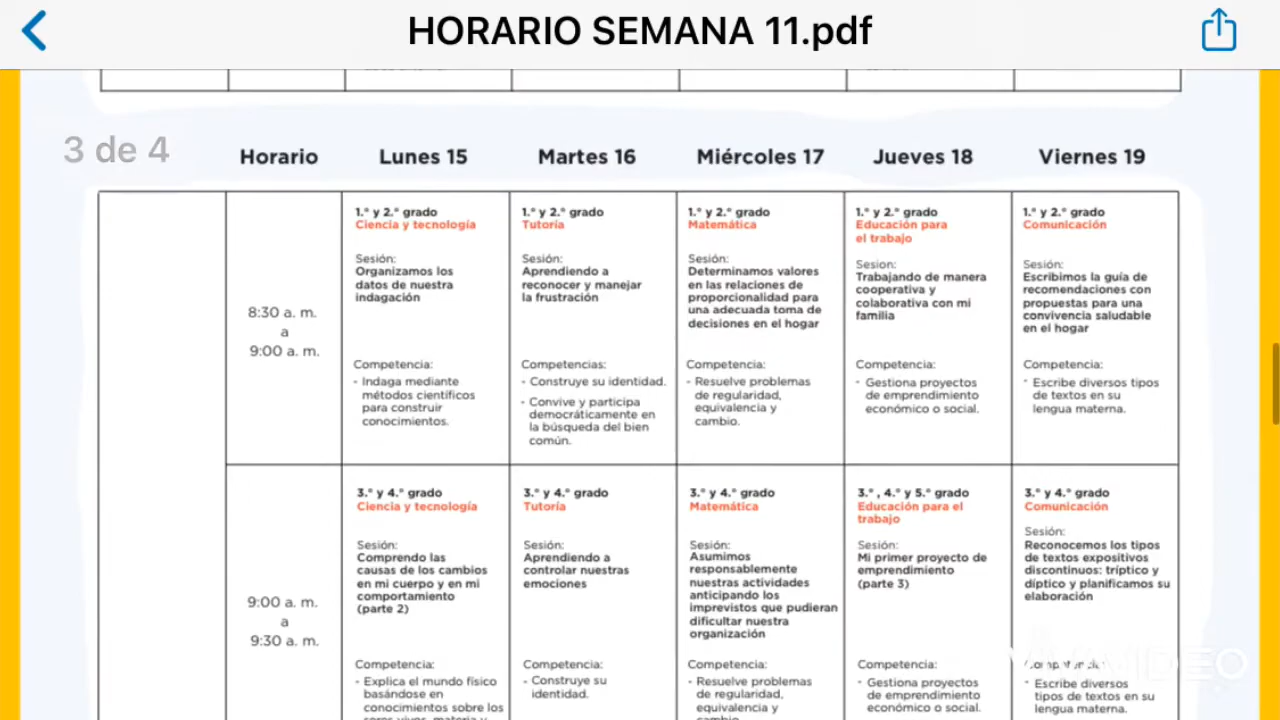 HORARIO SEMANA 11.pdf
3 de 4
Horario
Lunes 15
Martes 16
Miércoles 17
Jueves 18
Viernes 19
8:30 a. m.
a
9:00 a. m.
1.° y 2.° grado
Ciencia y tecnología
Sesión:
Organizamos los
datos de nuestra
indagación
Competencia:
- Indaga mediante
métodos científicos
para construir
conocimientos.
1.° y 2.° grado
Tutoría
Sesión:
Aprendiendo a
reconocer y manejar
la frustración
Competencias:
- Construye su identidad.
- Convive y participa
democráticamente en
la búsqueda del bien
común.
1.° y 2.° grado
Matemática
Sesión:
Determinamos valores
en las relaciones de
proporcionalidad para
una adecuada toma de
decisiones en el hogar
Competencia:
- Resuelve problemas
de regularidad,
equivalencia y
cambio.
1.° y 2.° grado
Educación para
el trabajo
Sesion:
Trabajando de manera
cooperativa y
colaborativa con mi
familia
Competencia:
- Gestiona proyectos
de emprendimiento
económico o social.
1.° y 2.° grado
Comunicación
Sesión:
Escribimos la guía de
recomendaciones con
propuestas para una
convivencia saludable
en el hogar
Competencia:
- Escribe diversos tipos
de textos en su
lengua materna.
9:00 a. m.
a
9:30 a. m.
3.° y 4.° grado
Ciencia y tecnología
Sesión:
Comprendo las
causas de los cambios
en mi cuerpo y en mi
comportamiento
(parte 2)
Competencia:
- Explica el mundo físico
basándose en
conocimientos sobre los
seres vivos, materia y
3.° y 4.° grado
Tutoría
Sesión:
Aprendiendo a
controlar nuestras
emociones
Competencia:
- Construye su
identidad.
3.° y 4.° grado
Matemática
Sesión:
Asumimos
responsablemente
nuestras actividades
anticipando los
imprevistos que pudieran
dificultar nuestra
organización
Competencia:
- Resuelve problemas
de regularidad,
equivalencia y
cambio.
3.° , 4.° y 5.° grado
Educación para el
trabajo
Sesión:
Mi primer proyecto de
emprendimiento
(parte 3)
Competencia:
- Gestiona proyectos
de emprendimiento
económico o social.
3.° y 4.° grado
Comunicación
Sesión:
Reconocemos los tipos
de textos expositivos
discontinuos: tríptico y
díptico y planificamos su
elaboración
Competencia:
- Escribe diversos
tipos de textos en su
lengua materna.
VIVAVIDEO